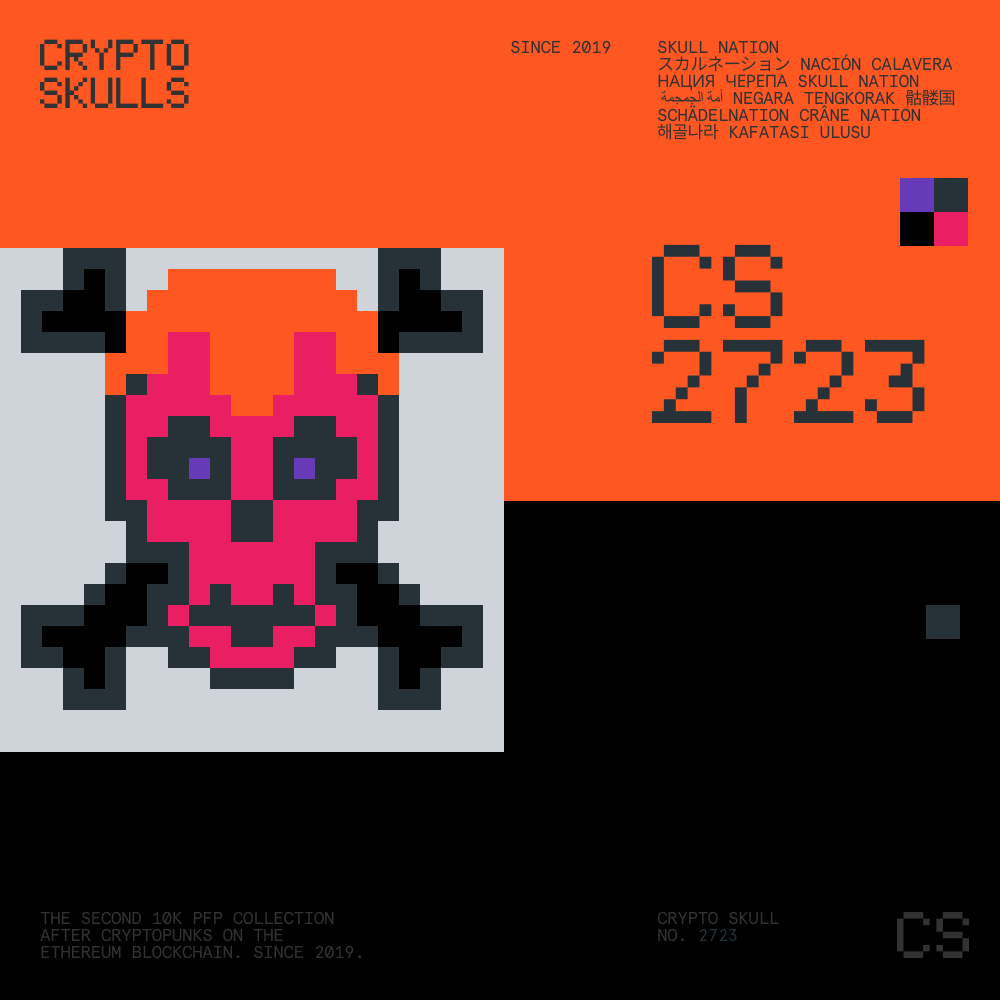 CRYPTO
SKULLS
SINCE 2019
SKULL NATION
スカルネーション NACIÓN CALAVERA
НАЦИЯ ЧЕРЕПА SKULL NATION
أمة الجمجمة NEGARA TENGKORAK 骷髅国
SCHÄDELNATION CRÂNE NATION
해골나라 KAFATASI ULUSU
CS
2723
THE SECOND 10K PFP COLLECTION
AFTER CRYPTOPUNKS ON THE
ETHEREUM BLOCKCHAIN. SINCE 2019.
CRYPTO SKULL
NO. 2723
CS